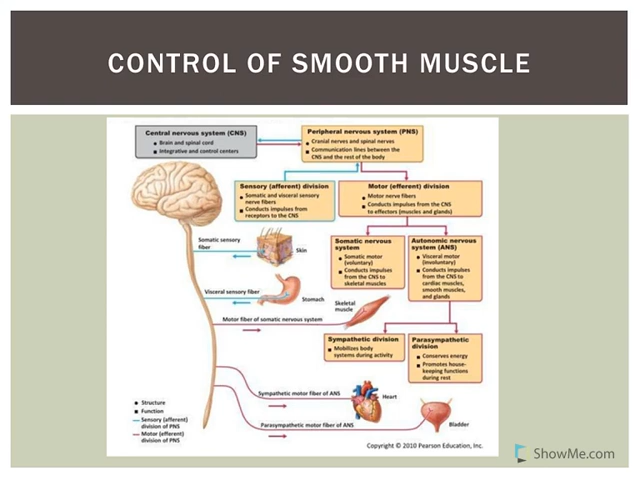 CONTROL OF SMOOTH MUSCLE
Central nervous system (CNS)
● Brain and spinal cord
■ Integrative and control centers
Peripheral nervous system (PNS)
● Cranial nerves and spinal nerves
■ Communication lines between the
CNS and the rest of the body
Sensory (afferent) division
● Somatic and visceral sensory
nerve fibers
■ Conducts impulses from
receptors to the CNS
Motor (efferent) division
● Motor nerve fibers
■ Conducts impulses from the CNS
to effectors (muscles and glands)
Somatic nervous
system
● Somatic motor
(voluntary)
■ Conducts impulses
from the CNS to
skeletal muscles
Autonomic nervous
system (ANS)
● Visceral motor
(involuntary)
■ Conducts impulses
from the CNS to
cardiac muscles,
smooth muscles,
and glands
Sympathetic division
■ Mobilizes body
systems during activity
Parasympathetic
division
■ Conserves energy
■ Promotes house-
keeping functions
during rest
Somatic sensory
fiber
Skin
Visceral sensory fiber
Stomach
Motor fiber of somatic nervous system
Skeletal
muscle
Sympathetic motor fiber of ANS
Heart
Parasympathetic motor fiber of ANS
Bladder
● Structure
■ Function
Sensory (afferent)
division of PNS
Motor (efferent)
division of PNS
Copyright © 2010 Pearson Education, Inc.
ShowMe.com